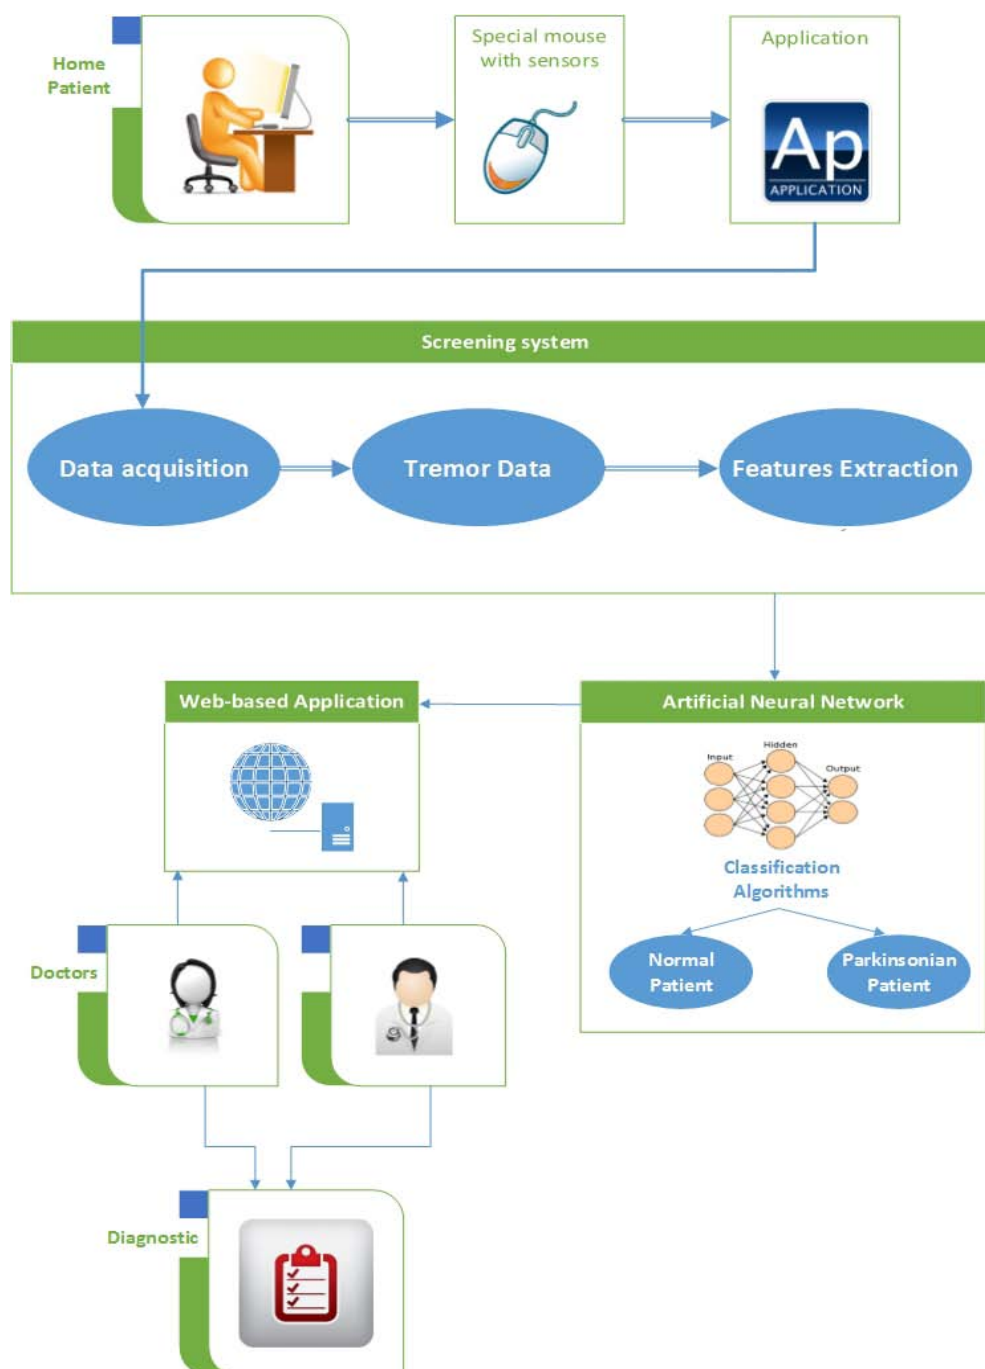 Home
Patient
Special mouse
with sensors
Application
Ap
APPLICATION
Screening system
Data acquisition
Tremor Data
Features Extraction
Web-based Application
Artificial Neural Network
Input
Hidden
Output
Classification
Algorithms
Normal
Patient
Parkinsonian
Patient
Doctors
Diagnostic